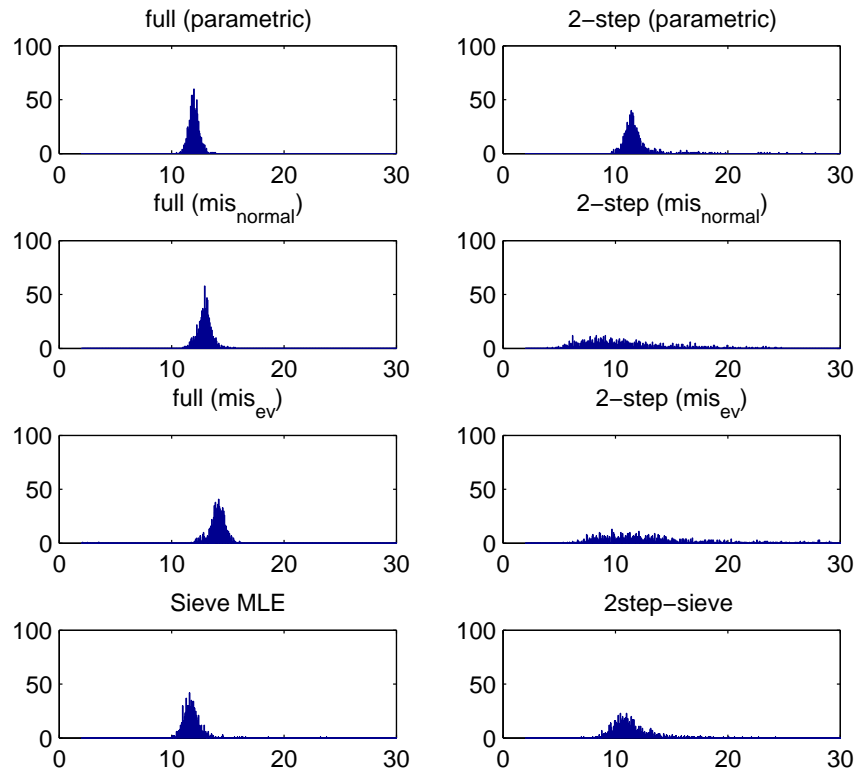 full (parametric)
2−step (parametric)
100
50
0
0 10 20 30
100
50
0
0 10 20 30
full (mis_normal)
2−step (mis_normal)
100
50
0
0 10 20 30
100
50
0
0 10 20 30
full (mis_ev)
2−step (mis_ev)
100
50
0
0 10 20 30
100
50
0
0 10 20 30
Sieve MLE
2step−sieve
100
50
0
0 10 20 30
100
50
0
0 10 20 30